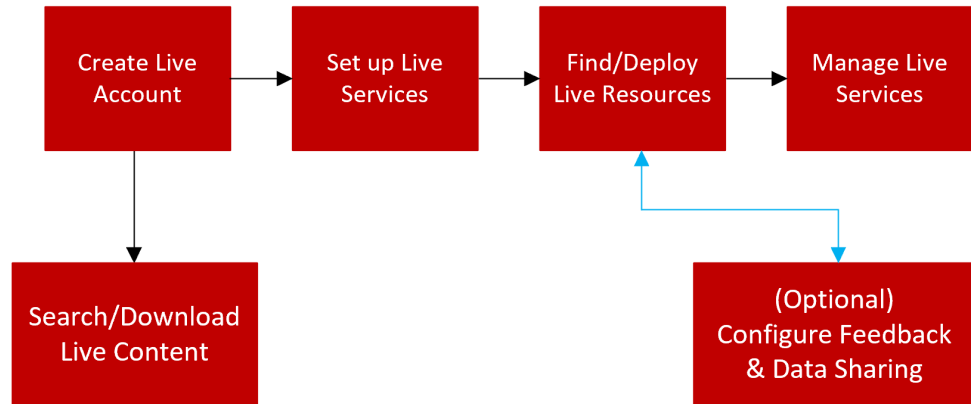 Create Live
Account
Set up Live
Services
Find/Deploy
Live Resources
Manage Live
Services
Search/Download
Live Content
(Optional)
Configure Feedback
& Data Sharing